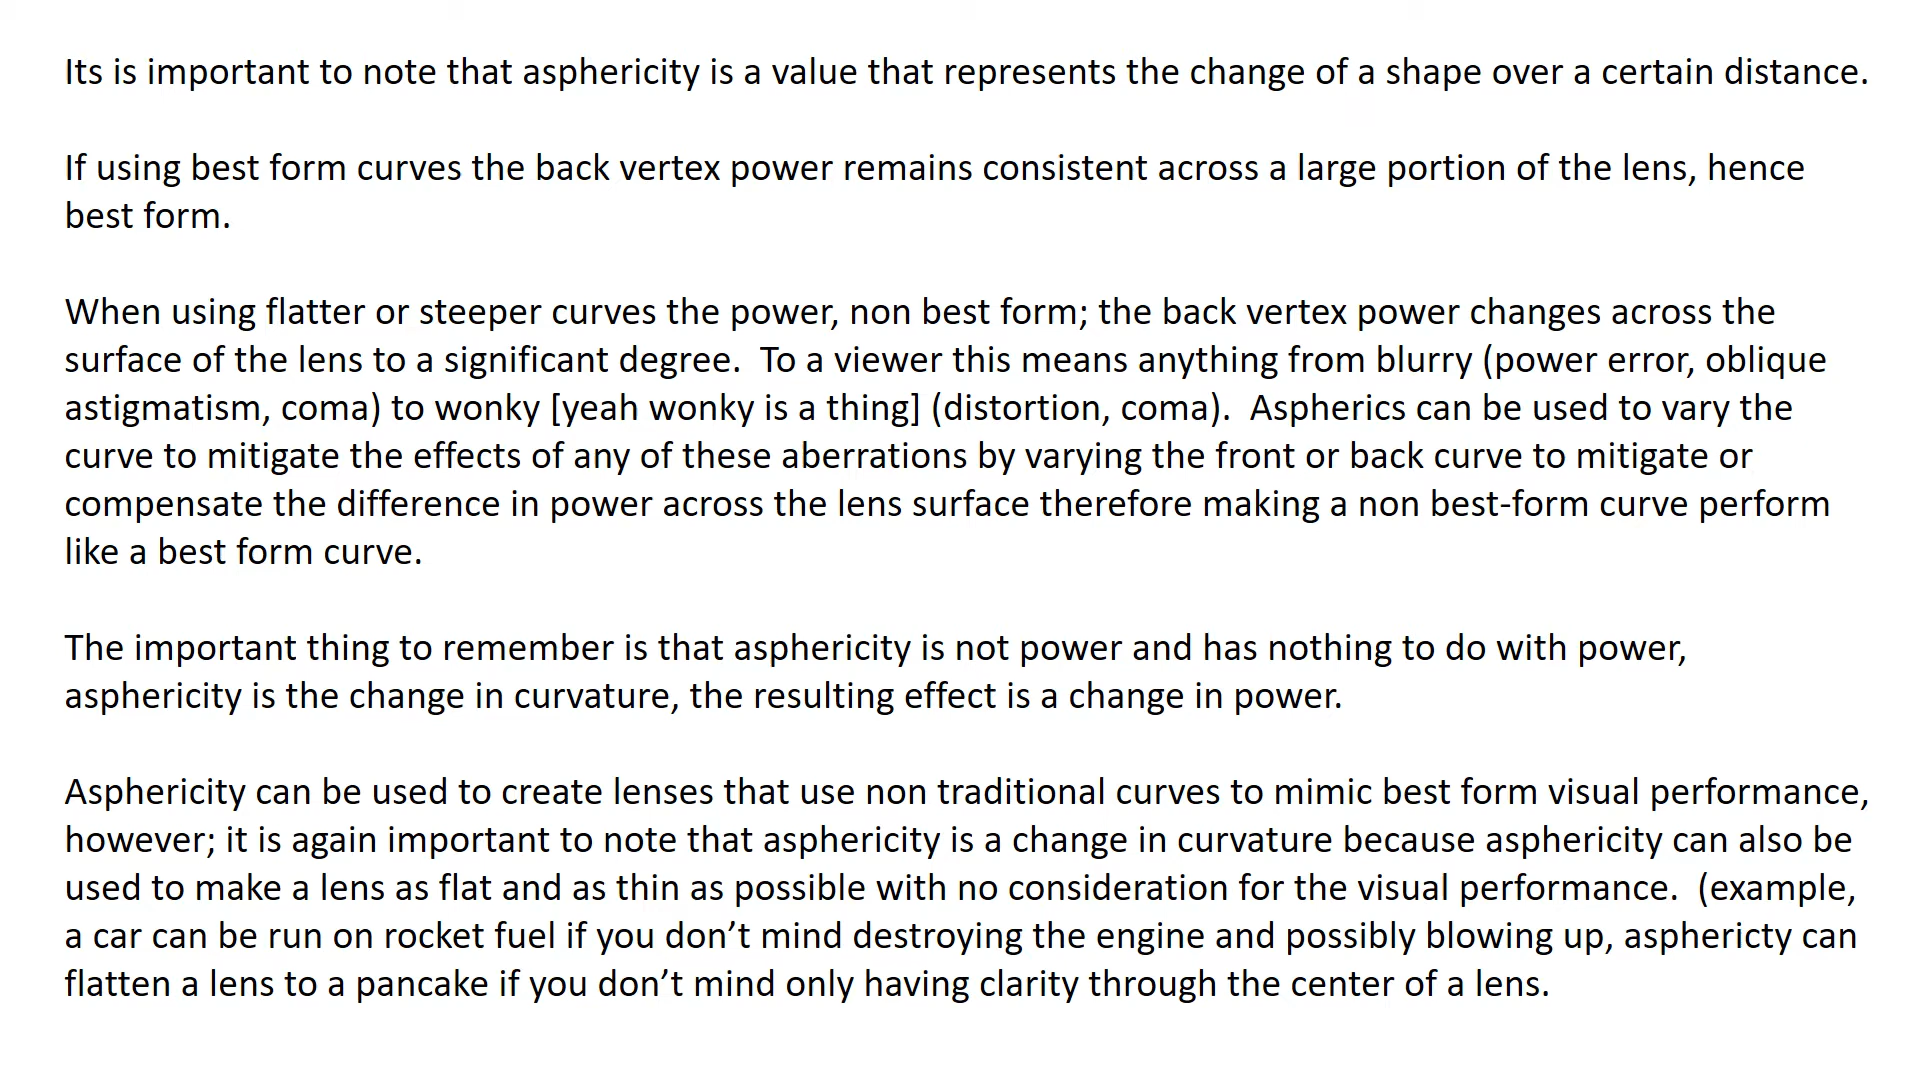 Its is important to note that asphericity is a value that represents the change of a shape over a certain distance.
If using best form curves the back vertex power remains consistent across a large portion of the lens, hence
best form.
When using flatter or steeper curves the power, non best form; the back vertex power changes across the
surface of the lens to a significant degree.  To a viewer this means anything from blurry (power error, oblique
astigmatism, coma) to wonky [yeah wonky is a thing] (distortion, coma).  Aspherics can be used to vary the
curve to mitigate the effects of any of these aberrations by varying the front or back curve to mitigate or
compensate the difference in power across the lens surface therefore making a non best-form curve perform
like a best form curve.
The important thing to remember is that asphericity is not power and has nothing to do with power,
asphericity is the change in curvature, the resulting effect is a change in power.
Asphericity can be used to create lenses that use non traditional curves to mimic best form visual performance,
however; it is again important to note that asphericity is a change in curvature because asphericity can also be
used to make a lens as flat and as thin as possible with no consideration for the visual performance.  (example,
a car can be run on rocket fuel if you don’t mind destroying the engine and possibly blowing up, asphericty can
flatten a lens to a pancake if you don’t mind only having clarity through the center of a lens.